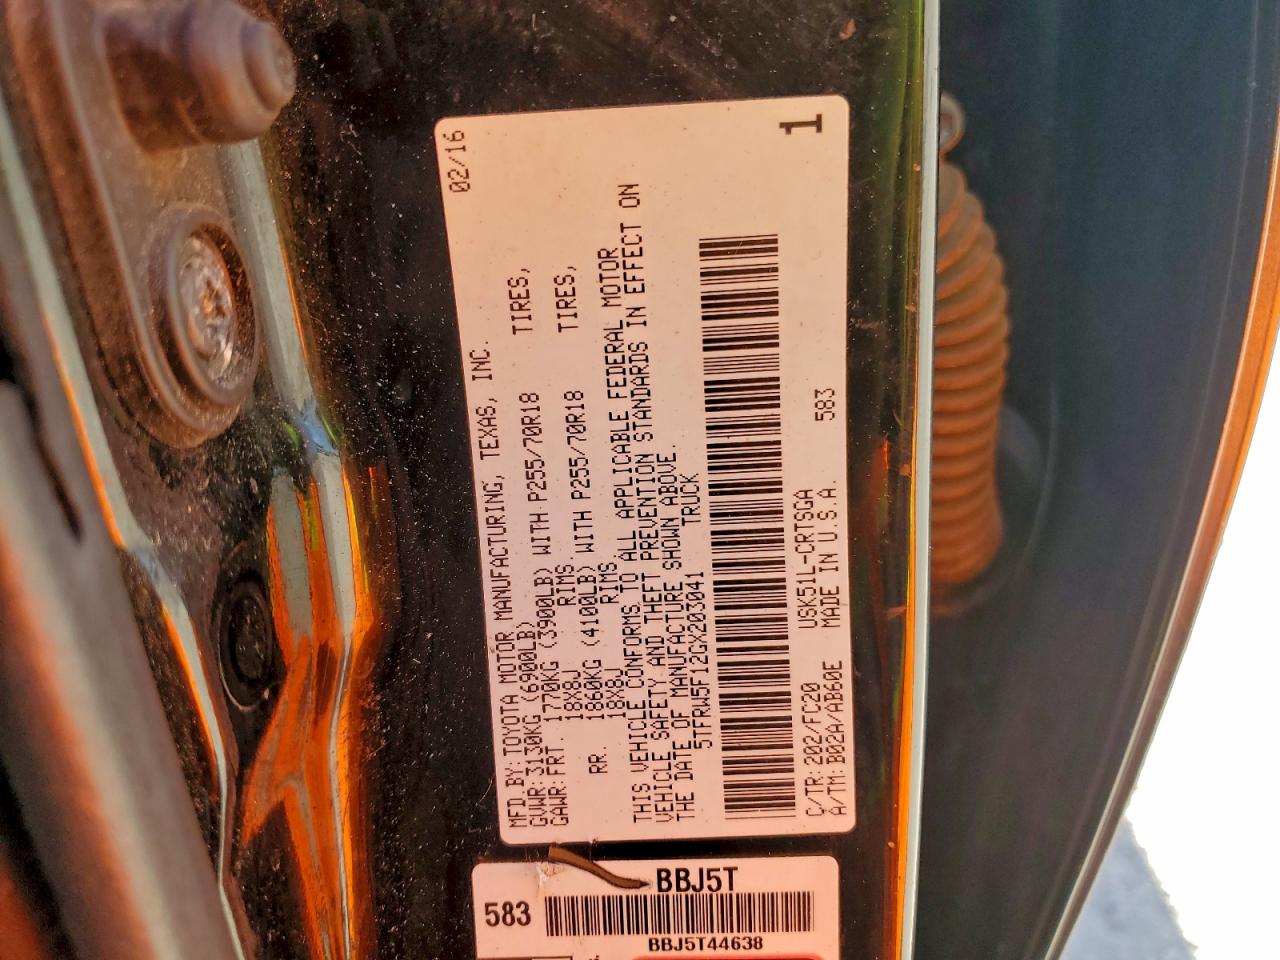 02/16
MFD.BY:TOYOTA MOTOR MANUFACTURING, TEXAS, INC.
GVWR:3130KG (6900LB)
GAWR:FRT. 1770KG (3900LB) WITH P255/70R18 TIRES,
18X8J RIMS,
RR. 1860KG (4100LB) WITH P255/70R18 TIRES,
18X8J RIMS
THIS VEHICLE CONFORMS TO ALL APPLICABLE FEDERAL MOTOR
VEHICLE SAFETY AND THEFT PREVENTION STANDARDS IN EFFECT ON
THE DATE OF MANUFACTURE SHOWN ABOVE.
5TFRW5F12GX203041 TRUCK
C/TR:202/FC20 USK51L-CRTSGA 583
A/TM:B02A/AB60E MADE IN U.S.A.
1
BBJ5T
583
BBJ5T44638